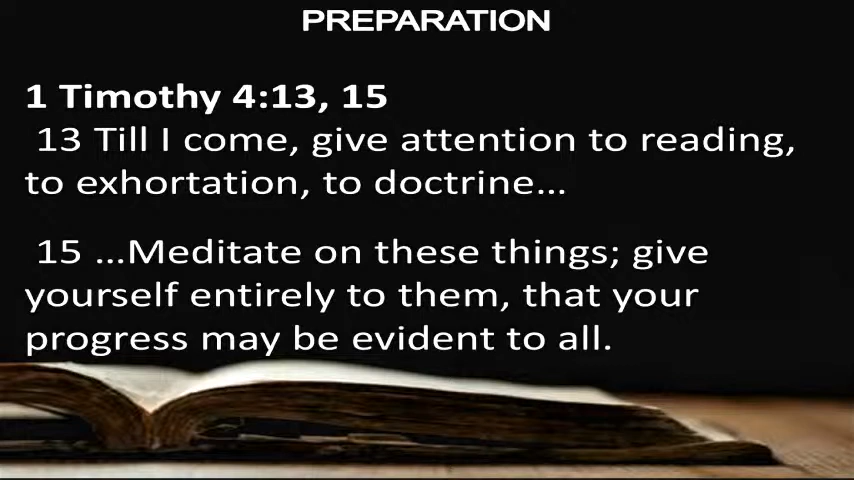 PREPARATION
1 Timothy 4:13, 15
13 Till I come, give attention to reading,
to exhortation, to doctrine...
15 ...Meditate on these things; give
yourself entirely to them, that your
progress may be evident to all.